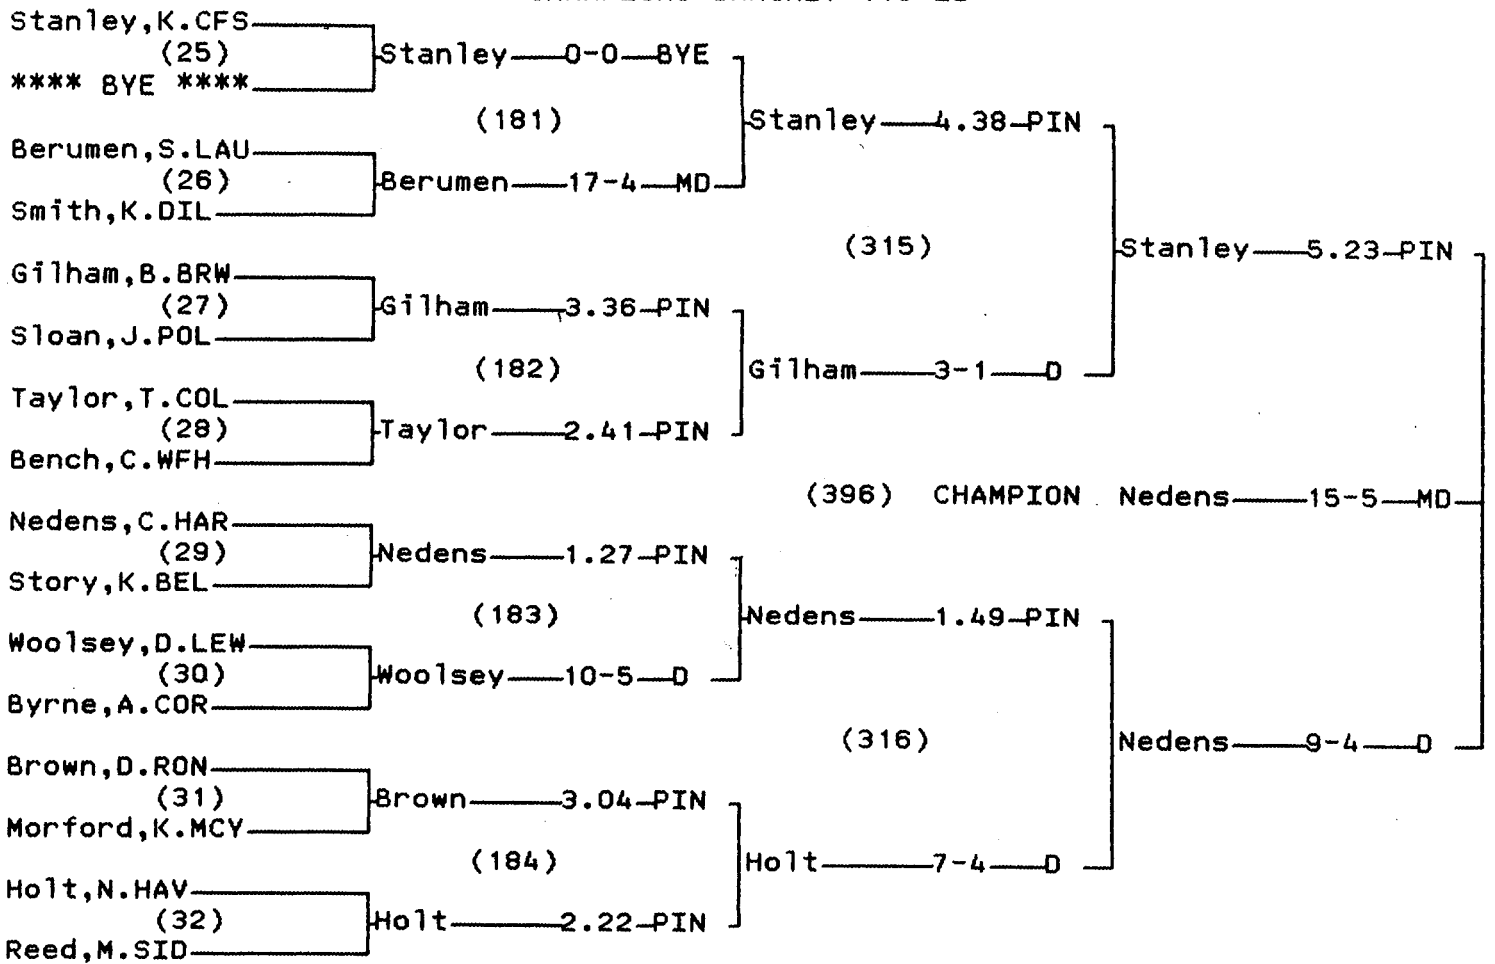 Stanley,K.CFS
(25)
Stanley 0-0 BYE
**** BYE ****
(181)
Stanley 4.38 PIN
Berumen,S.LAU
(26)
Berumen 17-4 MD
Smith,K.DIL
(315)
Stanley 5.23 PIN
Gilham,B.BRW
(27)
Gilham 3.36 PIN
Sloan,J.POL
(182)
Gilham 3-1 D
Taylor,T.COL
(28)
Taylor 2.41 PIN
Bench,C.WFH
(396) CHAMPION Nedens 15-5 MD
Nedens,C.HAR
(29)
Nedens 1.27 PIN
Story,K.BEL
(183)
Nedens 1.49 PIN
Woolsey,D.LEW
(30)
Woolsey 10-5 D
Byrne,A.COR
(316)
Nedens 9-4 D
Brown,D.RON
(31)
Brown 3.04 PIN
Morford,K.MCY
(184)
Holt 7-4 D
Holt,N.HAV
(32)
Holt 2.22 PIN
Reed,M.SID